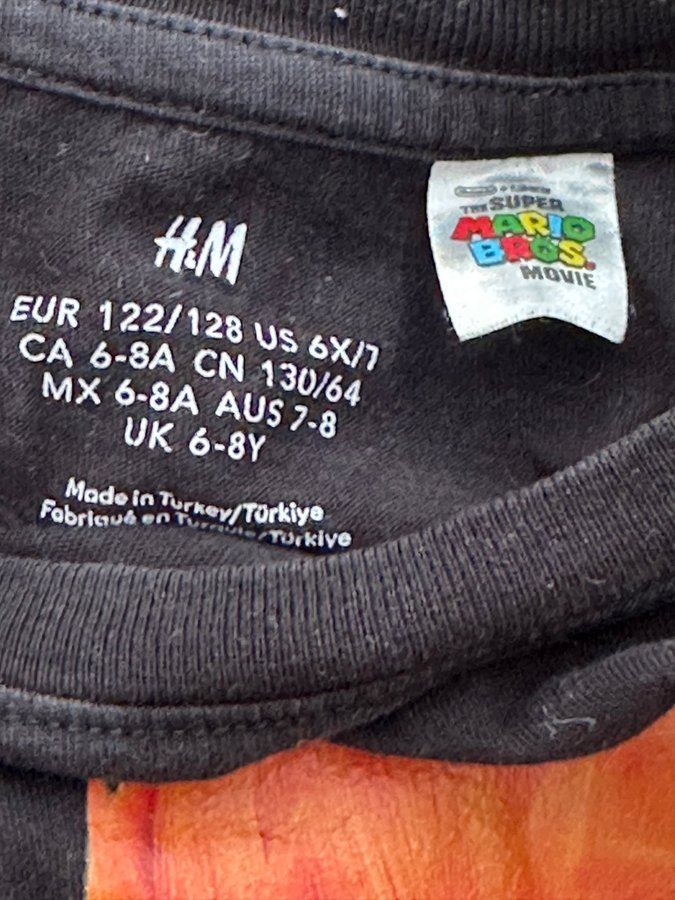 H&M
EUR 122/128 US 6X/7
CA 6-8A CN 130/64
MX 6-8A AUS 7-8
UK 6-8Y
Made in Turkey/Türkiye
Fabriqué en Turquie/Türkiye
THE SUPER
MARIO
BROS.
MOVIE